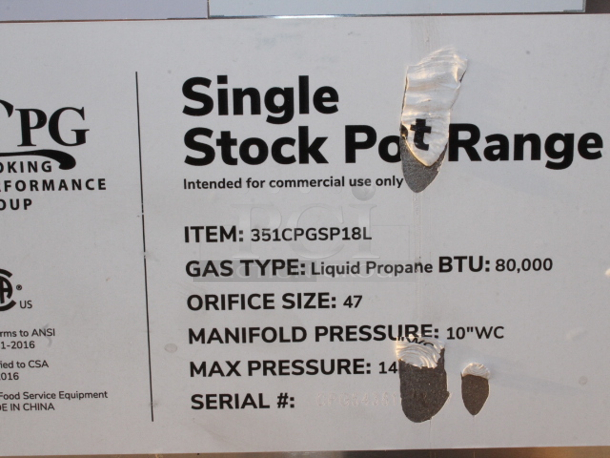 CPG
OKING
RFORMANCE
OUP
US
rms to ANSI
1-2016
ied to CSA
2016
Food Service Equipment
DE IN CHINA
Single
Stock Pot Range
Intended for commercial use only
ITEM: 351CPGSP18L
GAS TYPE: Liquid Propane BTU: 80,000
ORIFICE SIZE: 47
MANIFOLD PRESSURE: 10"WC
MAX PRESSURE: 14
SERIAL #: